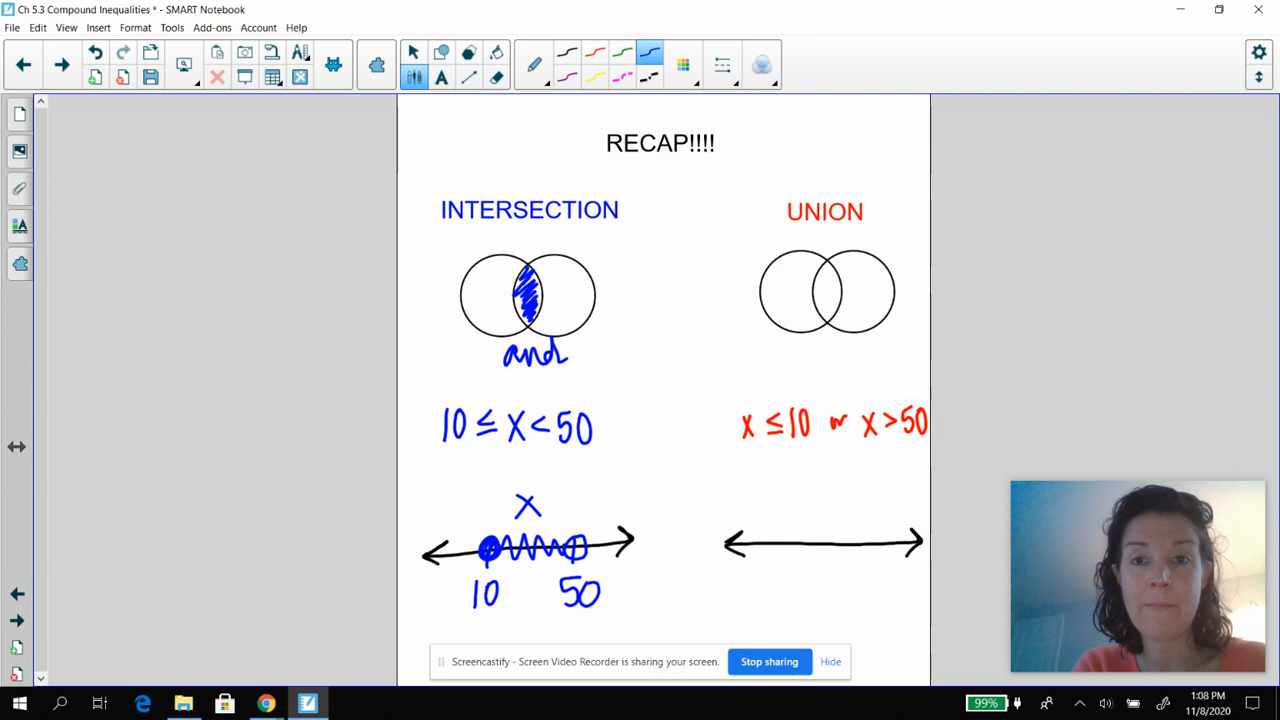 Ch 5.3 Compound Inequalities * - SMART Notebook
File Edit View Insert Format Tools Add-ons Account Help
RECAP!!!!
INTERSECTION
UNION
and
10 ≤ x < 50
x ≤ 10 or x > 50
x
10 50
Screencastify - Screen Video Recorder is sharing your screen. Stop sharing Hide
99%
1:08 PM
11/8/2020